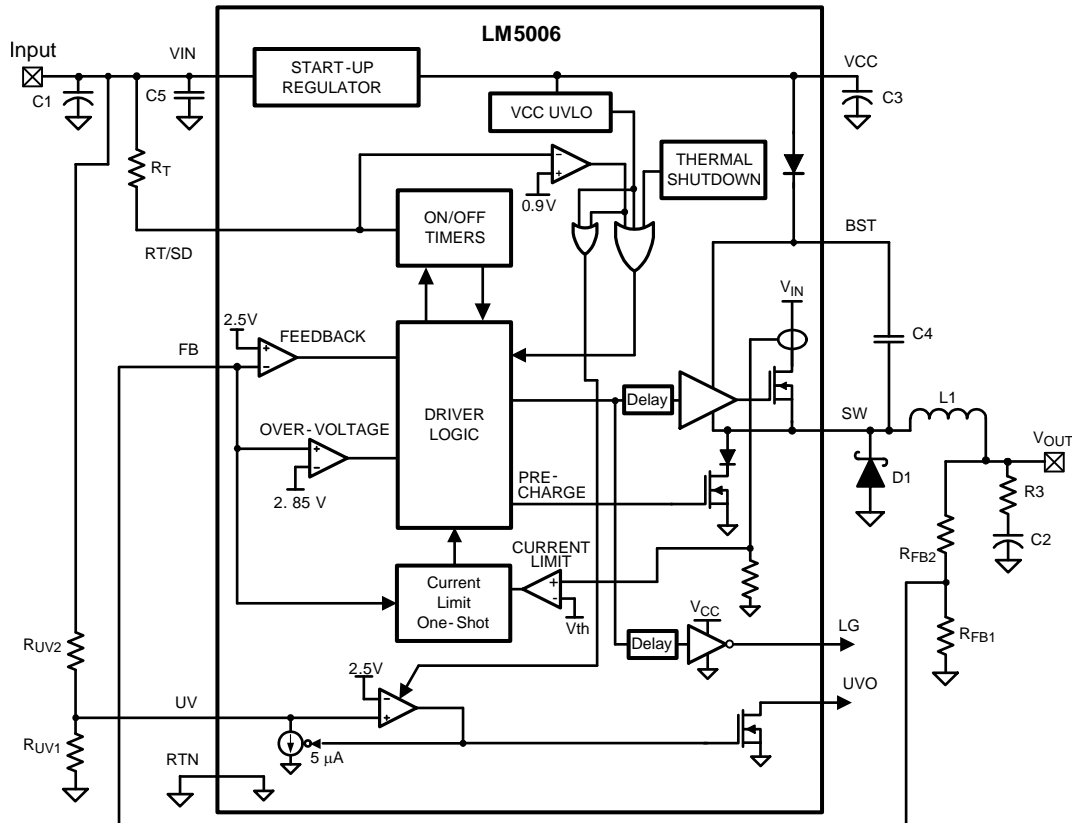 LM5006
Input
VIN
START-UP
REGULATOR
VCC
C1
C5
C3
VCC UVLO
THERMAL
SHUTDOWN
RT
0.9 V
ON/OFF
TIMERS
RT/SD
BST
VIN
2.5V
FEEDBACK
FB
C4
DRIVER
LOGIC
Delay
SW
L1
OVER-VOLTAGE
VOUT
D1
R3
2. 85 V
PRE-
CHARGE
C2
RFB2
CURRENT
LIMIT
Current
Limit
One-Shot
Vth
VCC
LG
RFB1
Delay
RUV2
2.5V
UVO
UV
RUV1
5 μA
RTN